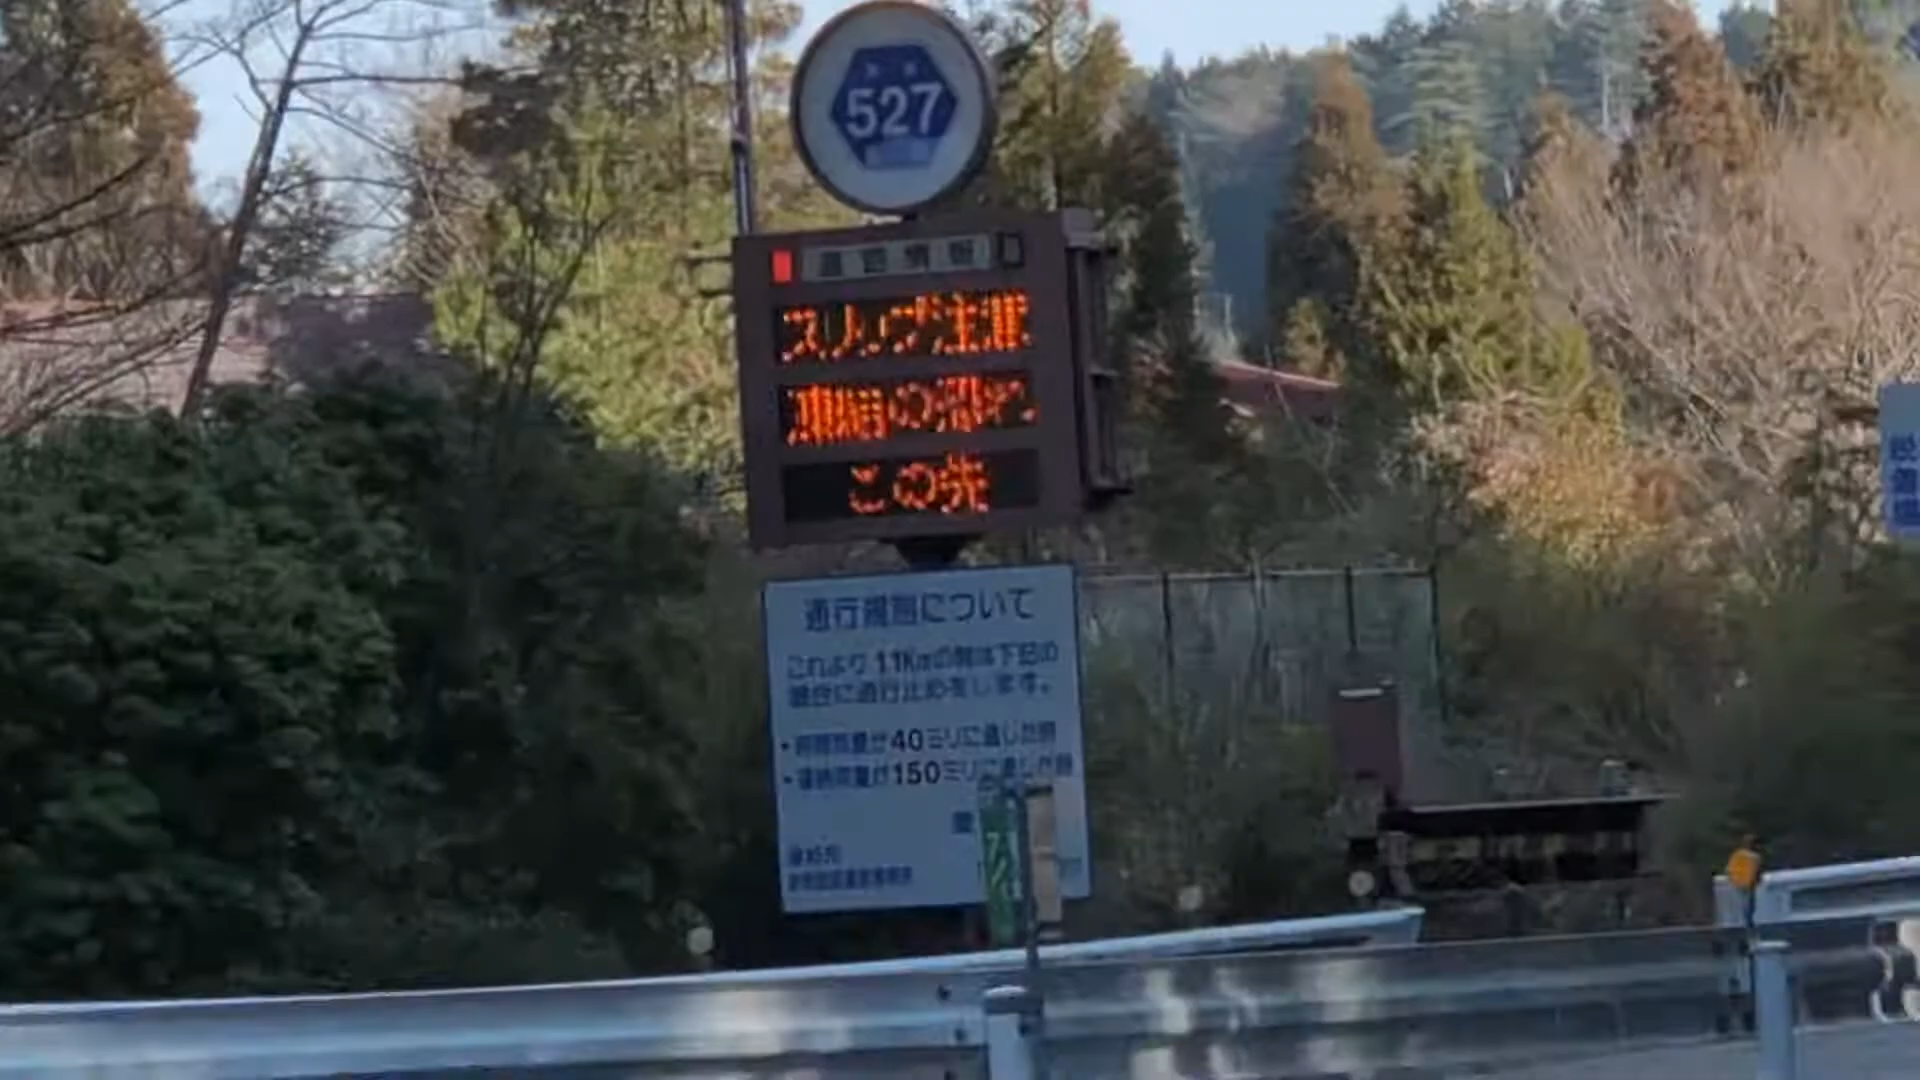 527
道路情報
スリップ注意
凍結の恐れ
この先
通行規制について
これより11Kmの間は下記の
場合に通行止めをします。
・時間雨量が40ミリに達した時
・連続雨量が150ミリに達した時
連絡先